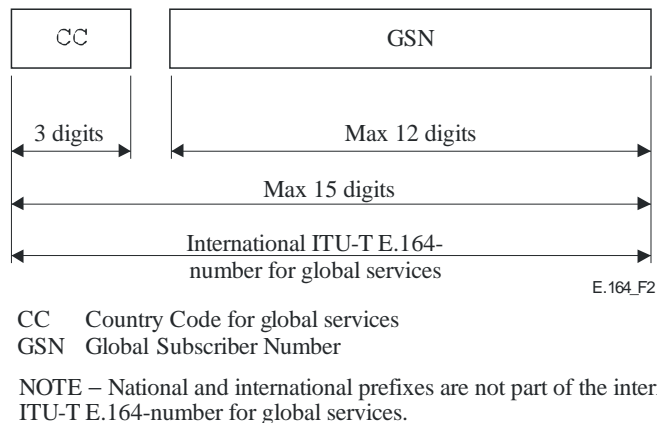 CC GSN
3 digits Max 12 digits
Max 15 digits
International ITU-T E.164-
number for global services
E.164_F2
CC Country Code for global services
GSN Global Subscriber Number
NOTE – National and international prefixes are not part of the
ITU-T E.164-number for global services.